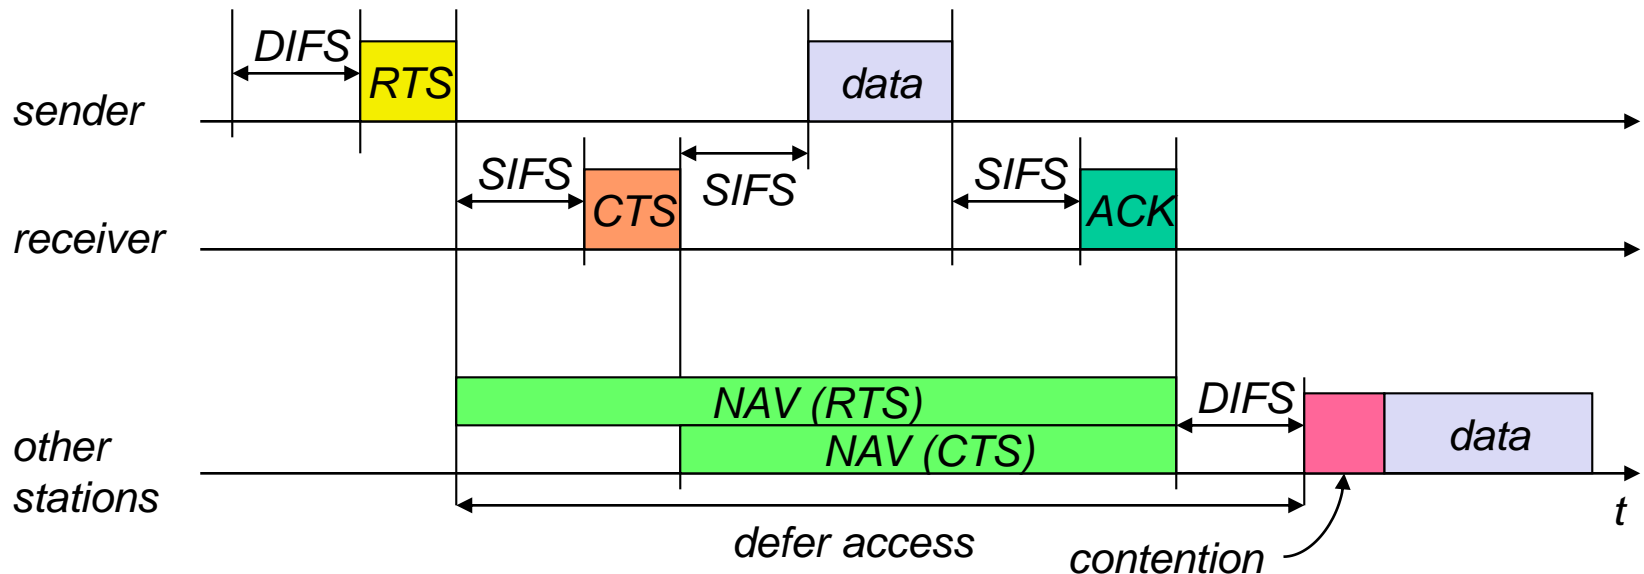 DIFS
RTS
data
sender
SIFS
CTS
SIFS
SIFS
ACK
receiver
NAV (RTS)
DIFS
NAV (CTS)
data
other
stations
t
defer access
contention